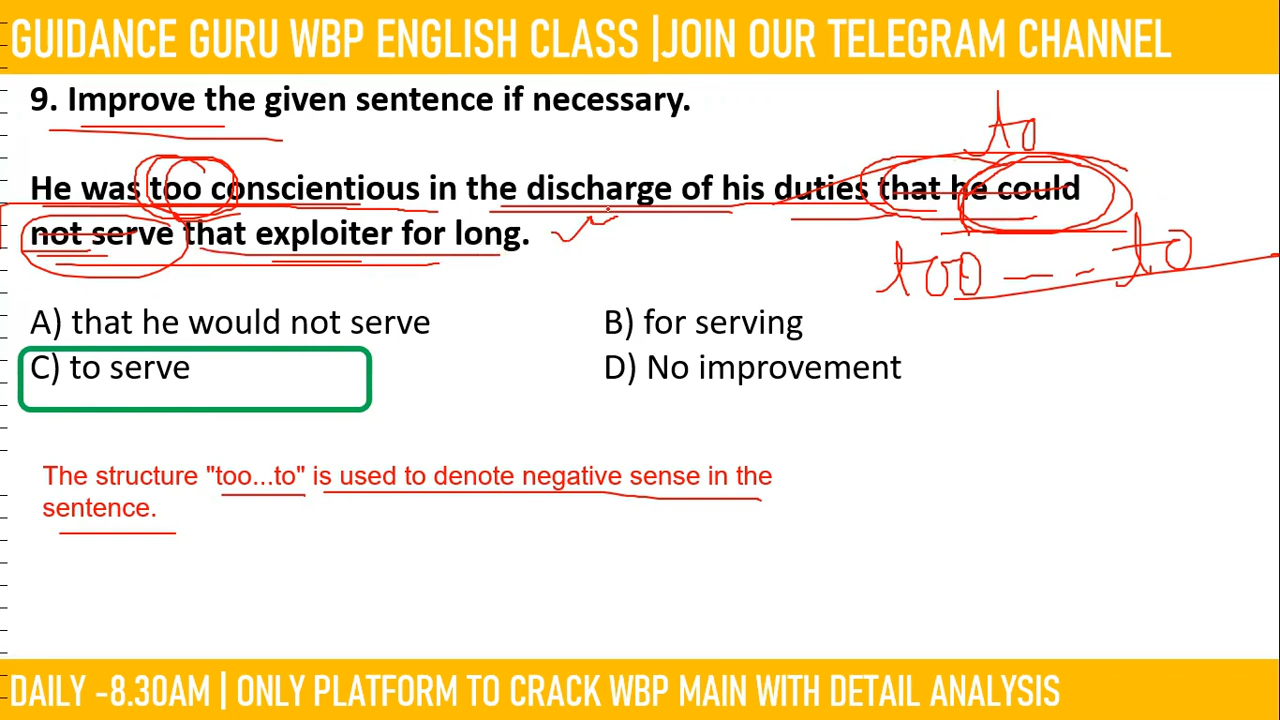 GUIDANCE GURU WBP ENGLISH CLASS |JOIN OUR TELEGRAM CHANNEL
9. Improve the given sentence if necessary.
to
He was too conscientious in the discharge of his duties that he could
not serve that exploiter for long.
too -- - to
A) that he would not serve
B) for serving
C) to serve
D) No improvement
The structure "too...to" is used to denote negative sense in the
sentence.
DAILY -8.30AM | ONLY PLATFORM TO CRACK WBP MAIN WITH DETAIL ANALYSIS